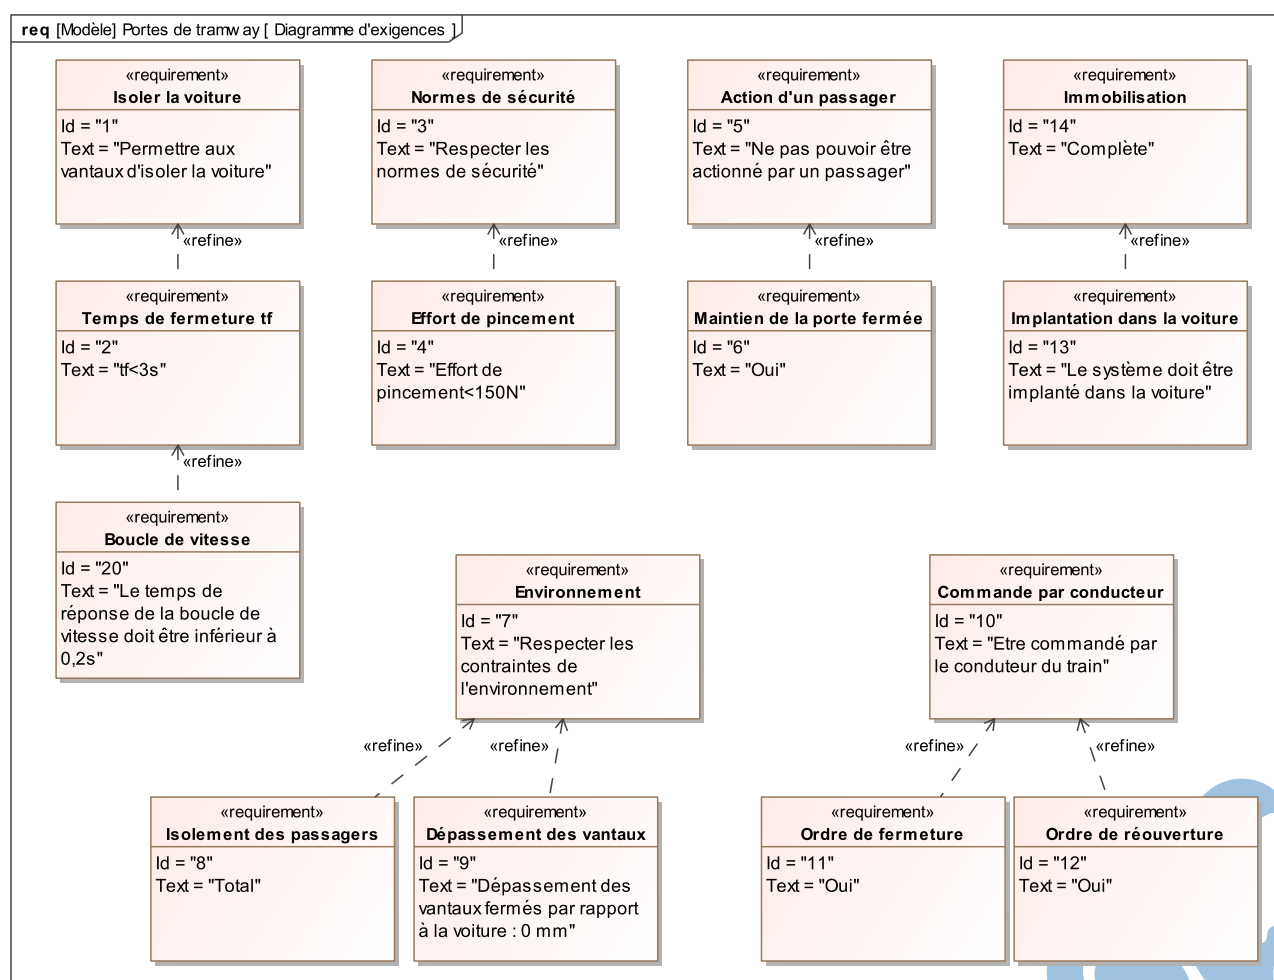 req [Modèle] Portes de tramway [ Diagramme d'exigences ]
«requirement»
Isoler la voiture
Id = "1"
Text = "Permettre aux
vantaux d'isoler la voiture"
«requirement»
Normes de sécurité
Id = "3"
Text = "Respecter les
normes de sécurité"
«requirement»
Action d'un passager
Id = "5"
Text = "Ne pas pouvoir être
actionné par un passager"
«requirement»
Immobilisation
Id = "14"
Text = "Complète"
«refine»
«refine»
«refine»
«refine»
«requirement»
Temps de fermeture tf
Id = "2"
Text = "tf<3s"
«requirement»
Effort de pincement
Id = "4"
Text = "Effort de
pincement<150N"
«requirement»
Maintien de la porte fermée
Id = "6"
Text = "Oui"
«requirement»
Implantation dans la voiture
Id = "13"
Text = "Le système doit être
implanté dans la voiture"
«refine»
«requirement»
Boucle de vitesse
Id = "20"
Text = "Le temps de
réponse de la boucle de
vitesse doit être inférieur à
0,2s"
«requirement»
Environnement
Id = "7"
Text = "Respecter les
contraintes de
l'environnement"
«requirement»
Commande par conducteur
Id = "10"
Text = "Etre commandé par
le conduteur du train"
«refine»
«refine»
«refine»
«refine»
«requirement»
Isolement des passagers
Id = "8"
Text = "Total"
«requirement»
Dépassement des vantaux
Id = "9"
Text = "Dépassement des
vantaux fermés par rapport
à la voiture : 0 mm"
«requirement»
Ordre de fermeture
Id = "11"
Text = "Oui"
«requirement»
Ordre de réouverture
Id = "12"
Text = "Oui"